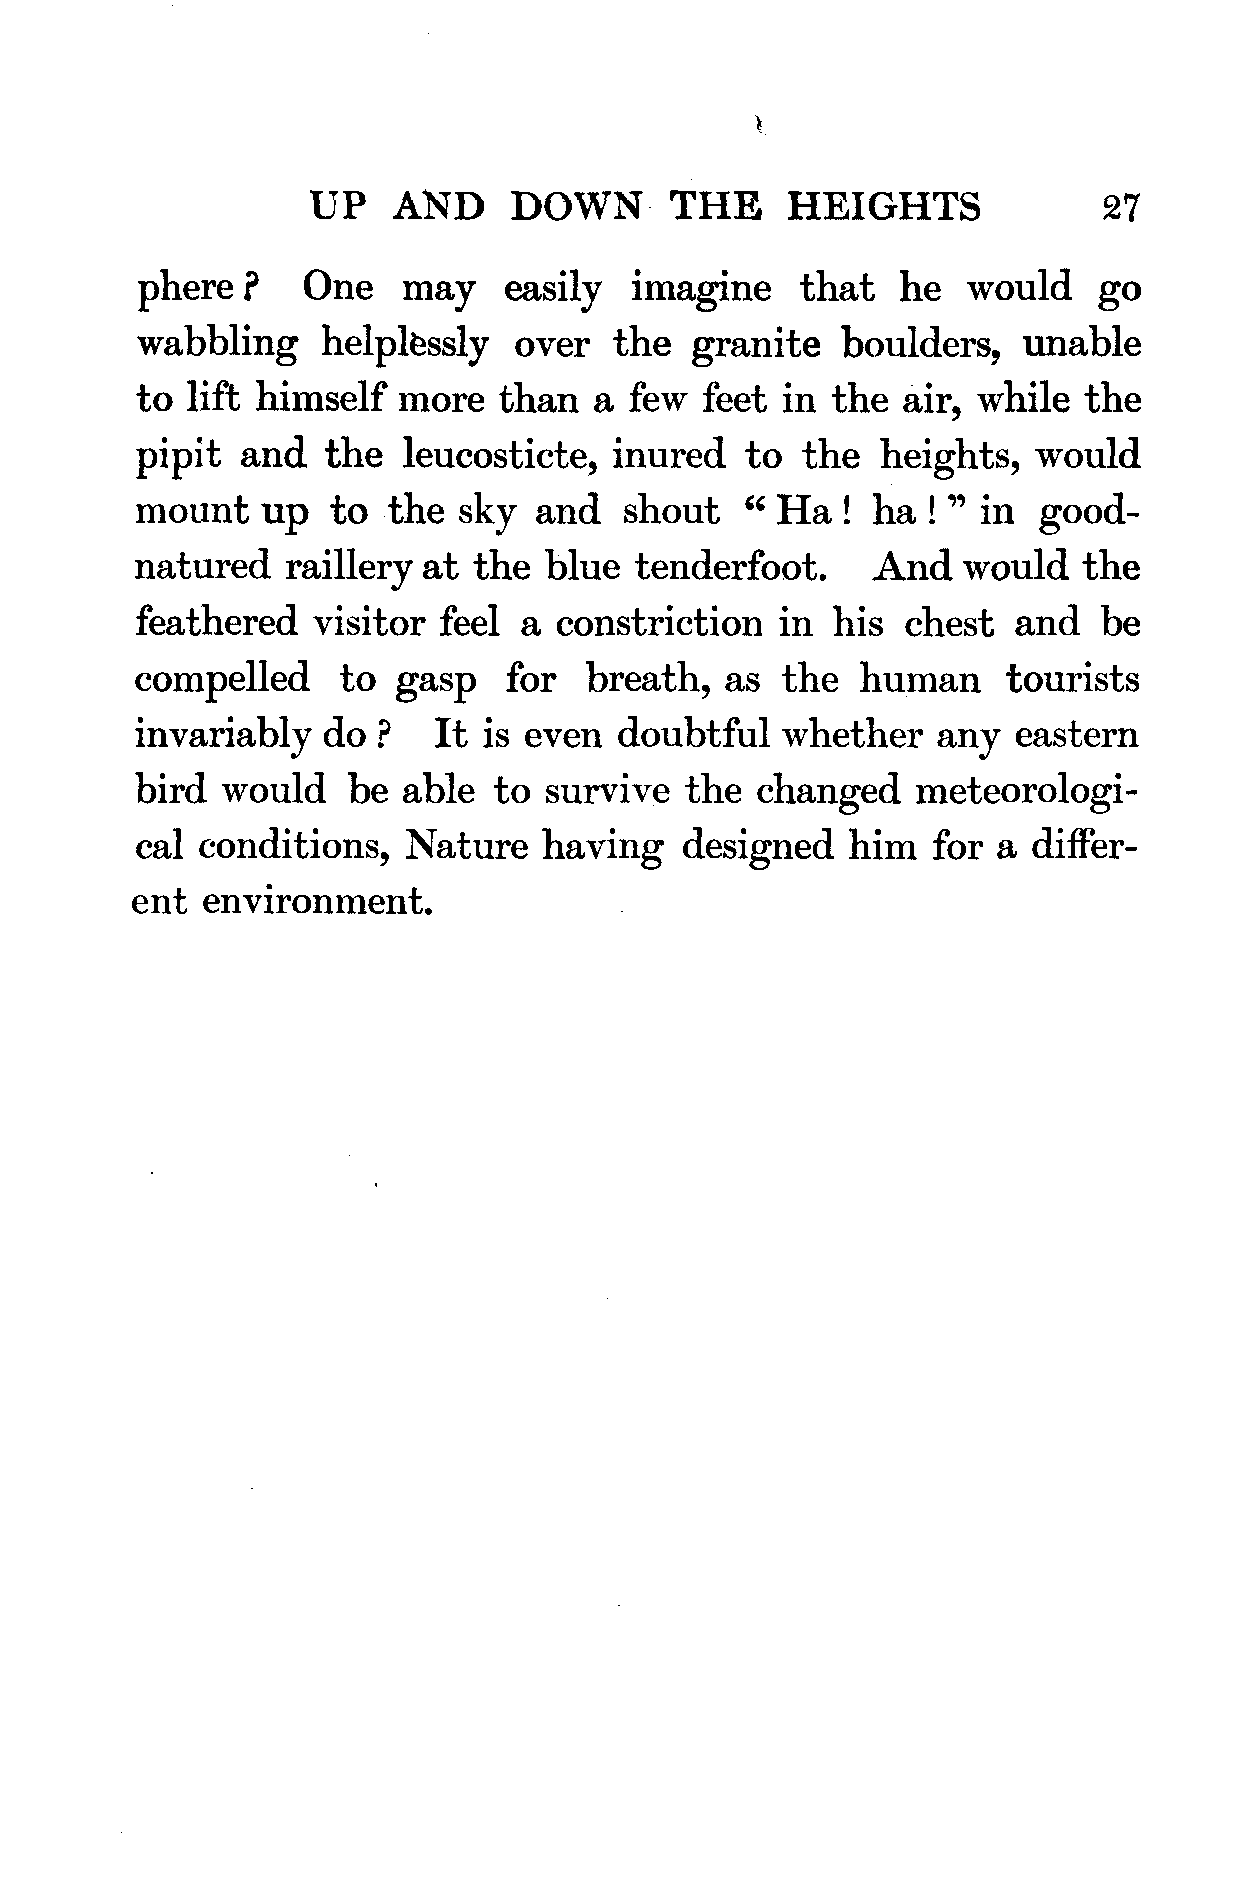 UP AND DOWN THE HEIGHTS 27
phere? One may easily imagine that he would go
wabbling helplessly over the granite boulders, unable
to lift himself more than a few feet in the air, while the
pipit and the leucosticte, inured to the heights, would
mount up to the sky and shout "Ha! ha!" in good-
natured raillery at the blue tenderfoot. And would the
feathered visitor feel a constriction in his chest and be
compelled to gasp for breath, as the human tourists
invariably do? It is even doubtful whether any eastern
bird would be able to survive the changed meteorologi-
cal conditions, Nature having designed him for a differ-
ent environment.